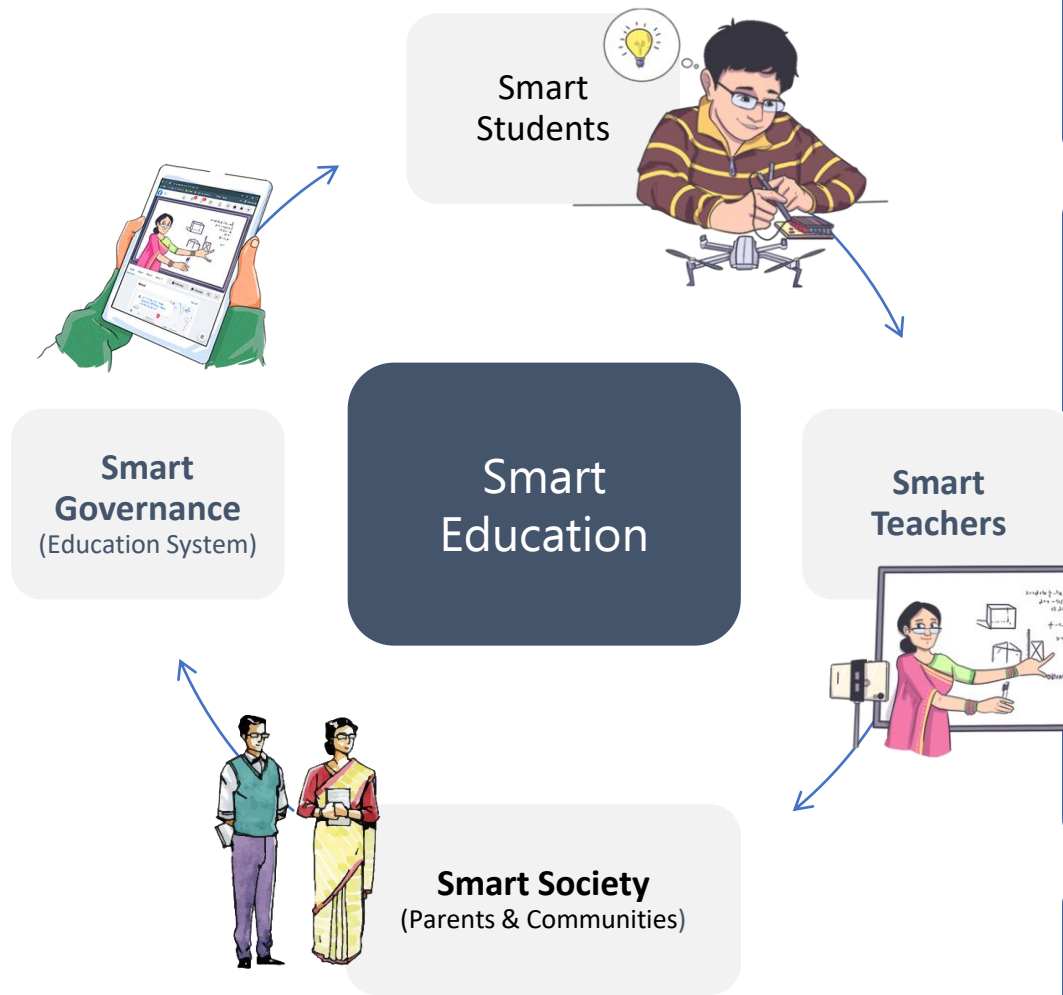 Smart
Students
Smart
Governance
(Education System)
Smart
Education
Smart
Teachers
Smart Society
(Parents & Communities)